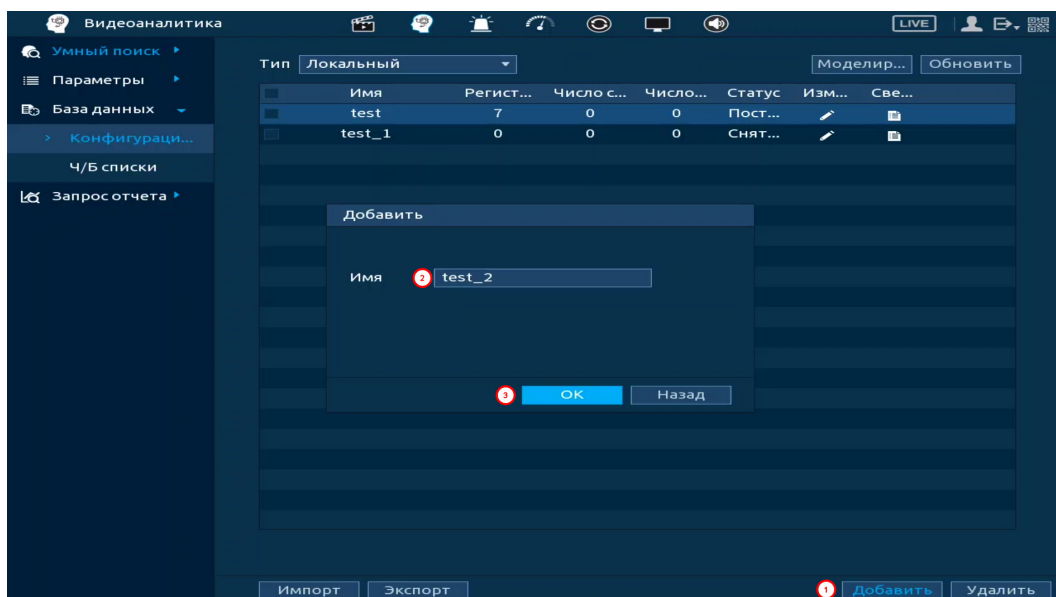 Видеоаналитика LIVE
Умный поиск
Параметры
База данных
Конфигураци...
Ч/Б списки
Запрос отчета
Тип Локальный Моделир... Обновить
Имя Регист... Число с... Число... Статус Изм... Све...
test 7 0 0 Пост...
test_1 0 0 0 Снят...
Добавить
Имя 2 test_2
3 OK Назад
Импорт Экспорт 1 Добавить Удалить